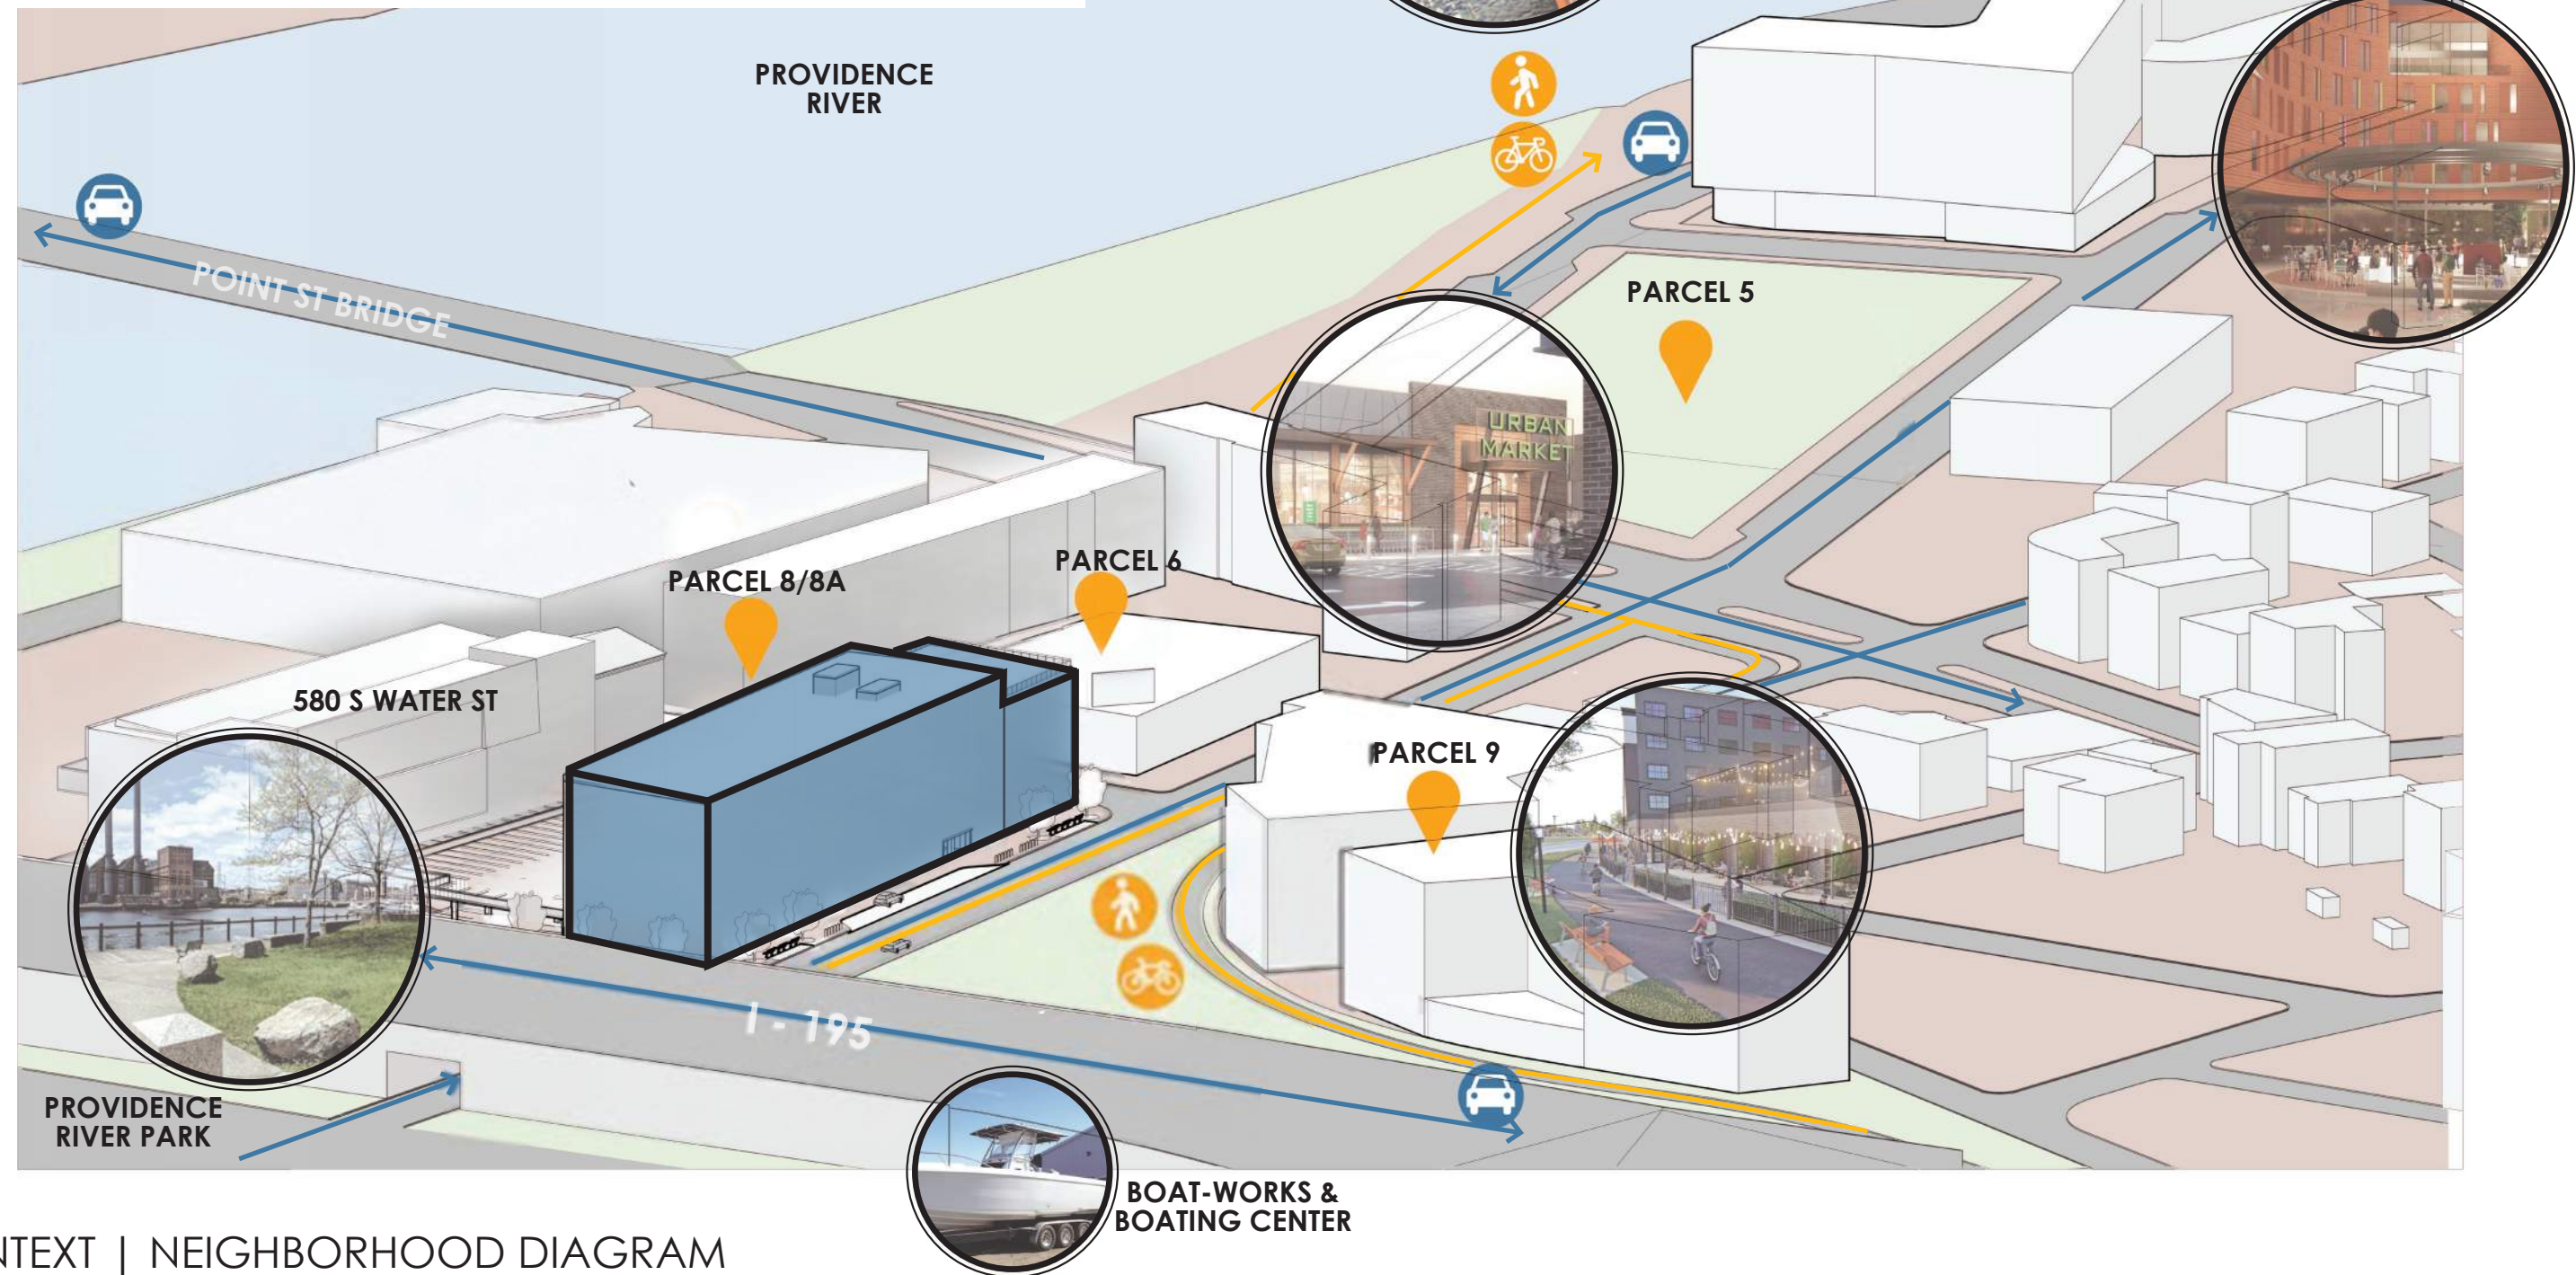 PROVIDENCE
RIVER
POINT ST BRIDGE
PARCEL 5
URBAN
MARKET
PARCEL 6
PARCEL 8/8A
580 S WATER ST
PARCEL 9
I - 195
PROVIDENCE
RIVER PARK
BOAT-WORKS &
BOATING CENTER
NTEXT | NEIGHBORHOOD DIAGRAM